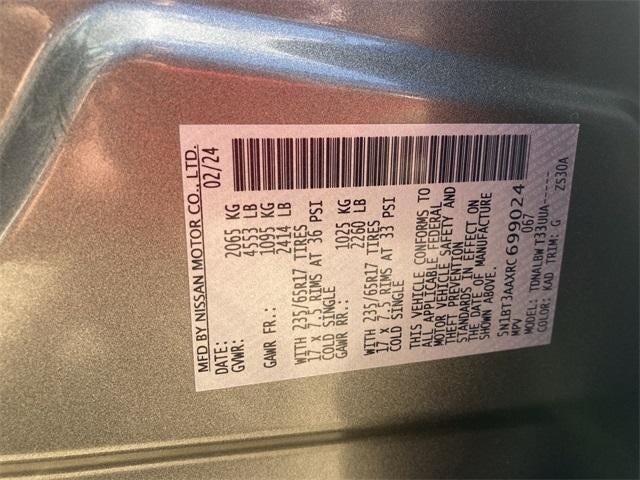 MFD BY NISSAN MOTOR CO., LTD.
DATE: 02/24
GVWR: 2065 KG
4553 LB
GAWR FR.: 1095 KG
2414 LB
WITH 235/65R17 TIRES
17 x 7.5 RIMS AT 36 PSI
COLD SINGLE
GAWR RR.: 1025 KG
2260 LB
WITH 235/65R17 TIRES
17 x 7.5 RIMS AT 33 PSI
COLD SINGLE
THIS VEHICLE CONFORMS TO
ALL APPLICABLE FEDERAL
MOTOR VEHICLE SAFETY AND
THEFT PREVENTION
STANDARDS IN EFFECT ON
THE DATE OF MANUFACTURE
SHOWN ABOVE.
5N1BT3AAXRC699024
MPV 067
MODEL: TDNALBW T330UA-----
COLOR: KAD TRIM: G ZS30A